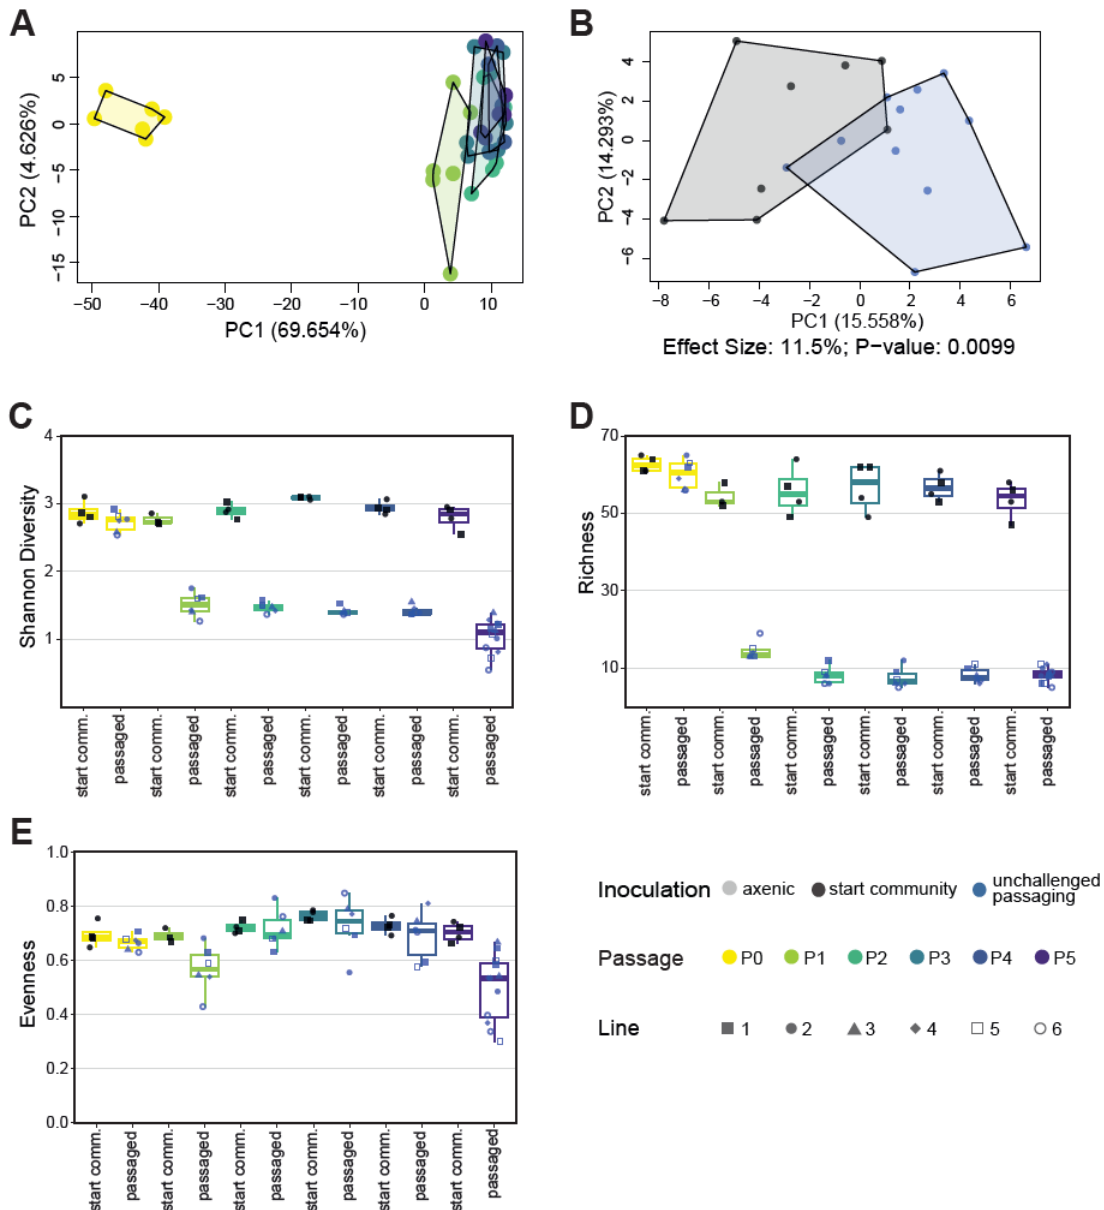 A
PC2 (4.626%)
5
0
−5
−10
−15
−50
−40
−30
−20
−10
0
10
PC1 (69.654%)
B
PC2 (14.293%)
4
2
0
−2
−4
−6
−8
−6
−4
−2
0
2
4
6
PC1 (15.558%)
Effect Size: 11.5%; P−value: 0.0099
C
Shannon Diversity
4
3
2
1
start comm.
passaged
start comm.
passaged
start comm.
passaged
start comm.
passaged
start comm.
passaged
start comm.
passaged
D
Richness
70
50
30
10
start comm.
passaged
start comm.
passaged
start comm.
passaged
start comm.
passaged
start comm.
passaged
start comm.
passaged
E
Evenness
1.0
0.8
0.6
0.4
0.2
0.0
start comm.
passaged
start comm.
passaged
start comm.
passaged
start comm.
passaged
start comm.
passaged
start comm.
passaged
Inoculation axenic start community unchallenged
passaging
Passage P0 P1 P2 P3 P4 P5
Line 1 2 3 4 5 6